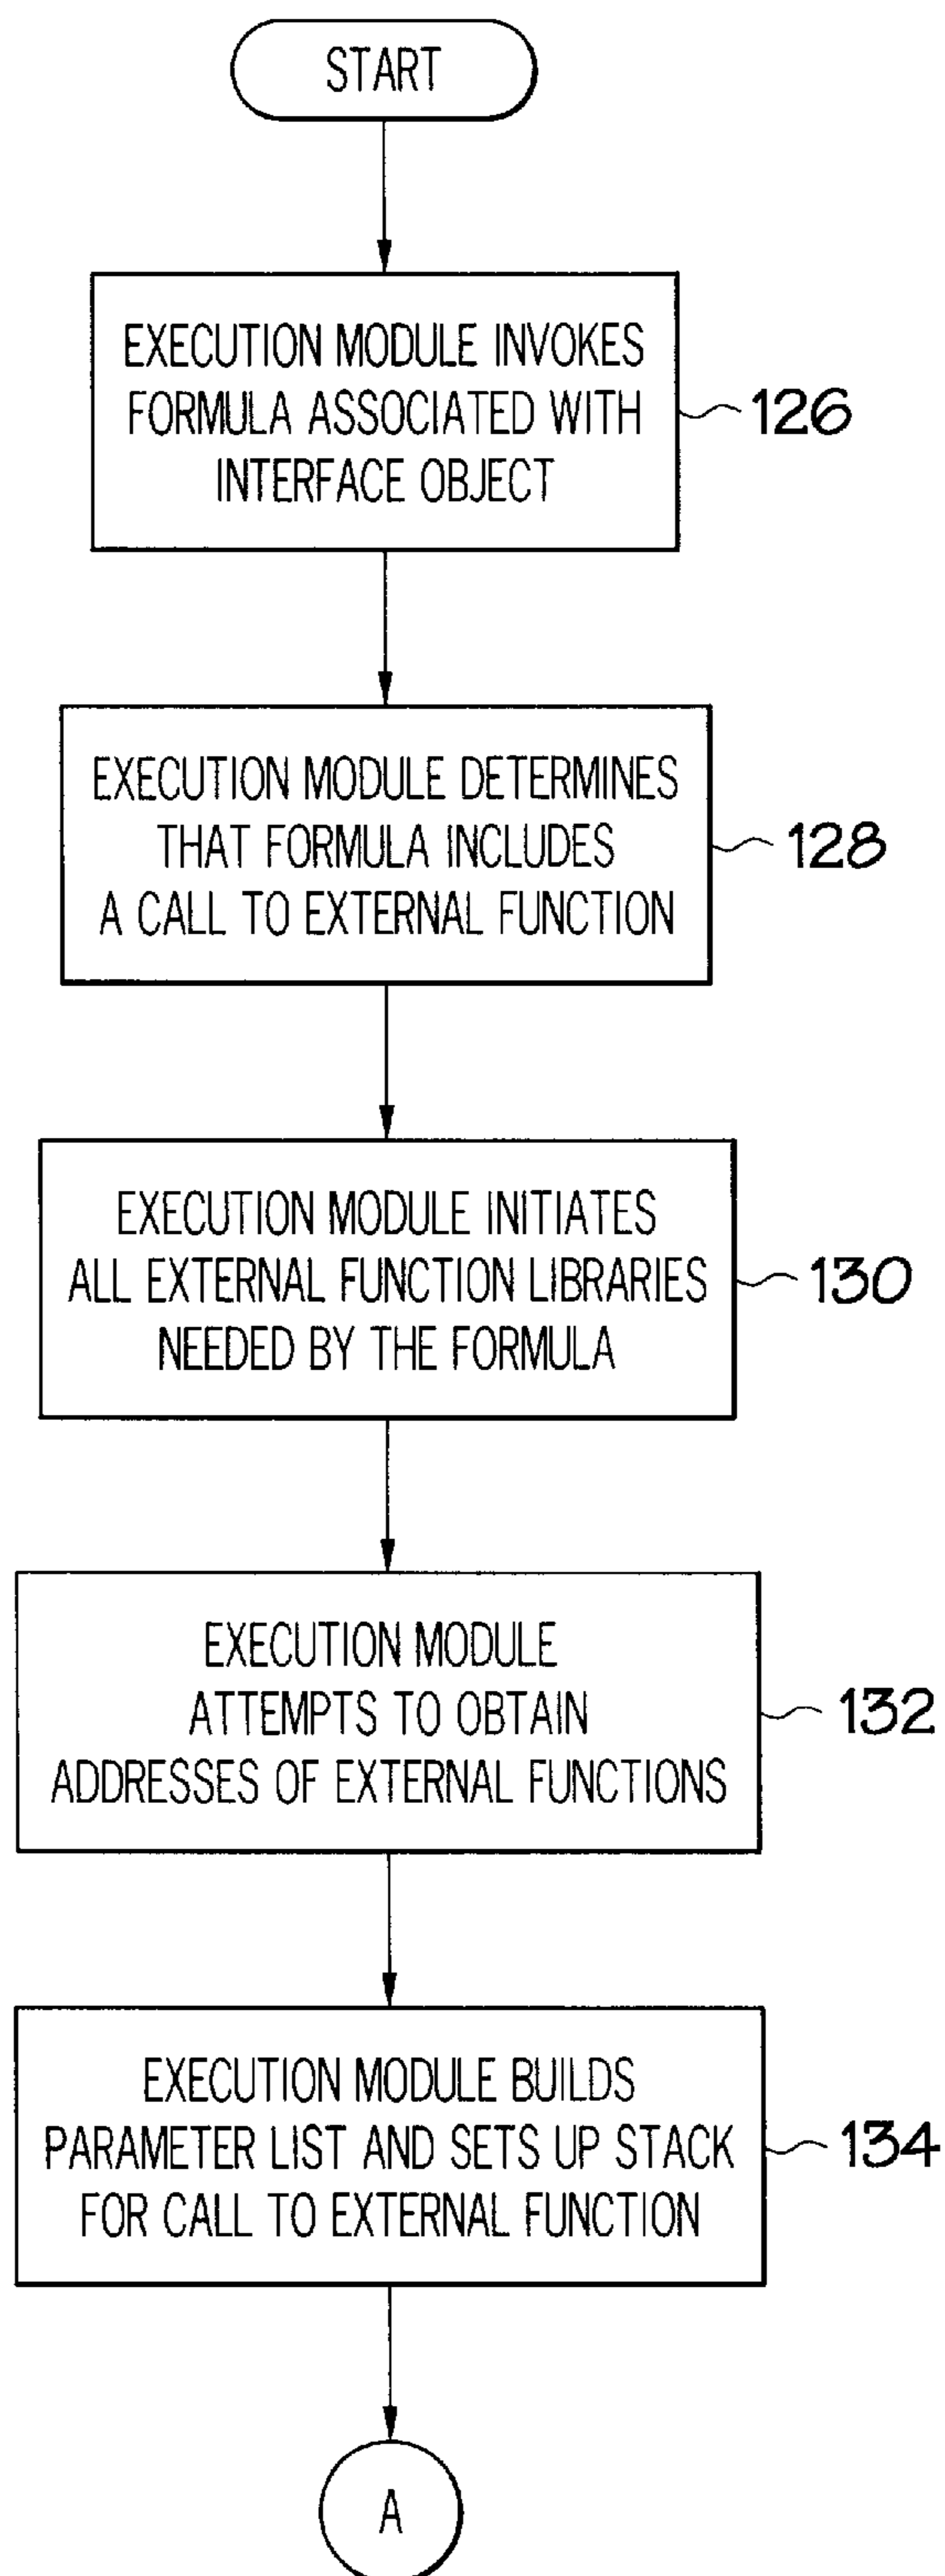 START
EXECUTION MODULE INVOKES
FORMULA ASSOCIATED WITH
INTERFACE OBJECT
126
EXECUTION MODULE DETERMINES
THAT FORMULA INCLUDES
A CALL TO EXTERNAL FUNCTION
128
EXECUTION MODULE INITIATES
ALL EXTERNAL FUNCTION LIBRARIES
NEEDED BY THE FORMULA
130
EXECUTION MODULE
ATTEMPTS TO OBTAIN
ADDRESSES OF EXTERNAL FUNCTIONS
132
EXECUTION MODULE BUILDS
PARAMETER LIST AND SETS UP STACK
FOR CALL TO EXTERNAL FUNCTION
134
A